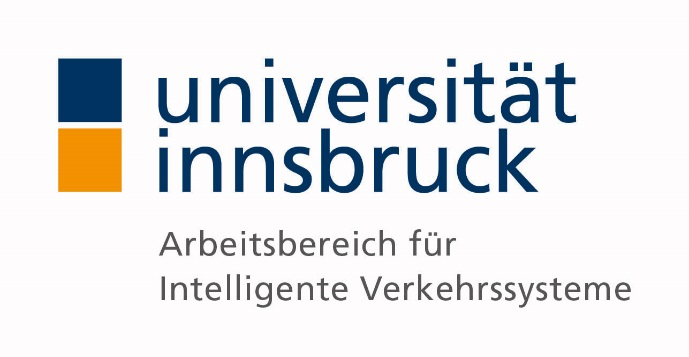 universität
innsbruck
Arbeitsbereich für
Intelligente Verkehrssysteme